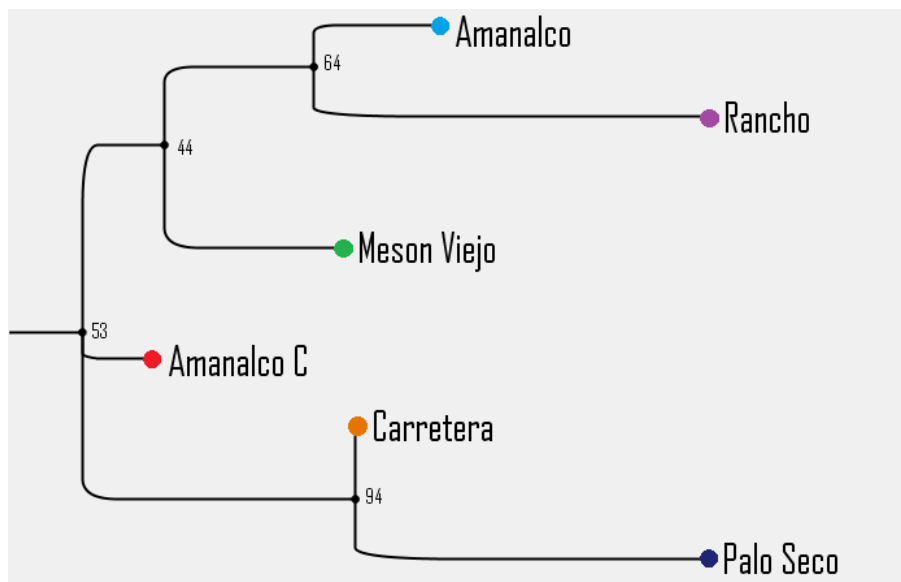 64
Amanalco
Rancho
44
Meson Viejo
53
Amanalco C
Carretera
94
Palo Seco